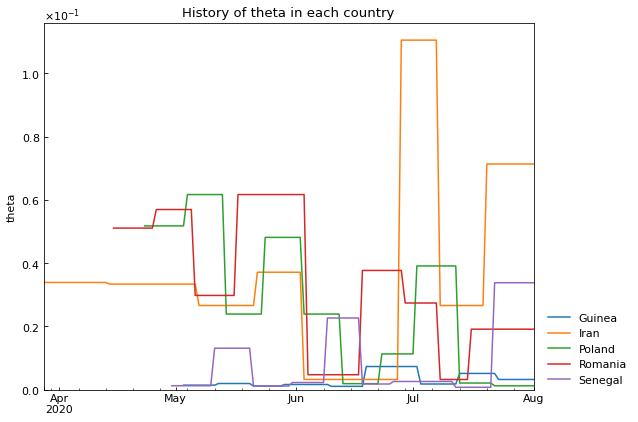 History of theta in each country
×10⁻¹
1.0
0.8
0.6
0.4
0.2
0.0
theta
Apr
2020
May
Jun
Jul
Aug
Guinea
Iran
Poland
Romania
Senegal